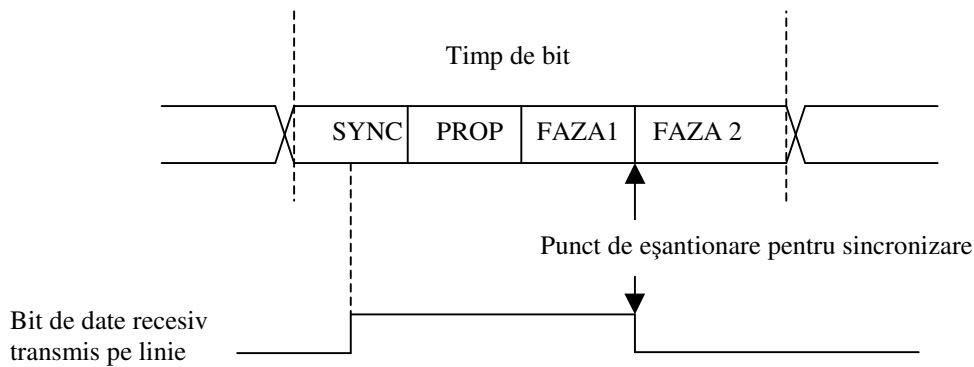 Timp de bit
SYNC PROP FAZA1 FAZA 2
Punct de eşantionare pentru sincronizare
Bit de date recesiv
transmis pe linie